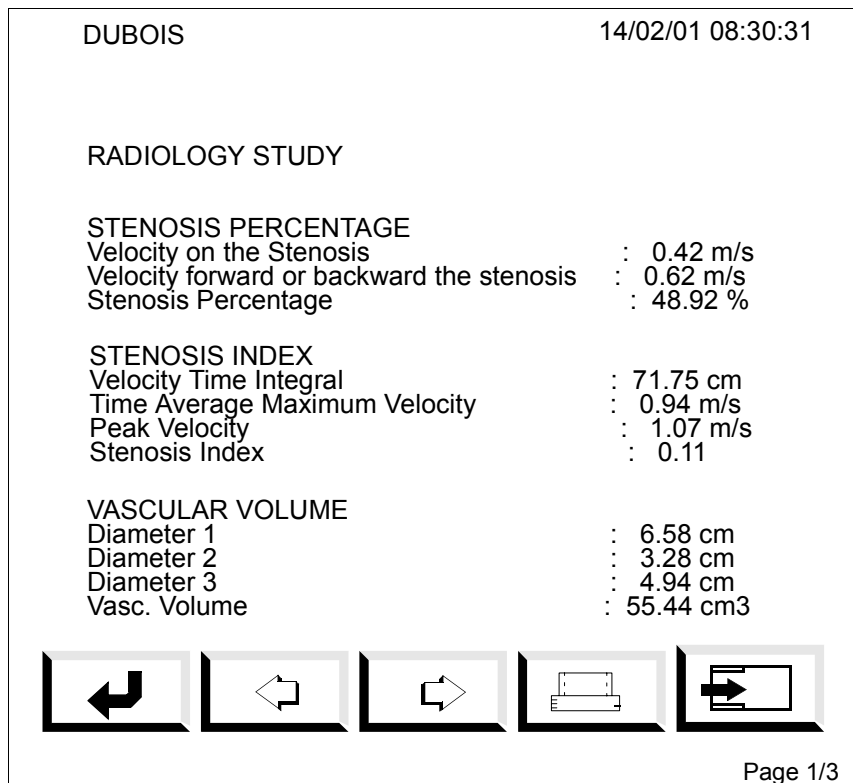 DUBOIS 14/02/01 08:30:31
RADIOLOGY STUDY
STENOSIS PERCENTAGE
Velocity on the Stenosis : 0.42 m/s
Velocity forward or backward the stenosis : 0.62 m/s
Stenosis Percentage : 48.92 %
STENOSIS INDEX
Velocity Time Integral : 71.75 cm
Time Average Maximum Velocity : 0.94 m/s
Peak Velocity : 1.07 m/s
Stenosis Index : 0.11
VASCULAR VOLUME
Diameter 1 : 6.58 cm
Diameter 2 : 3.28 cm
Diameter 3 : 4.94 cm
Vasc. Volume : 55.44 cm3
Page 1/3